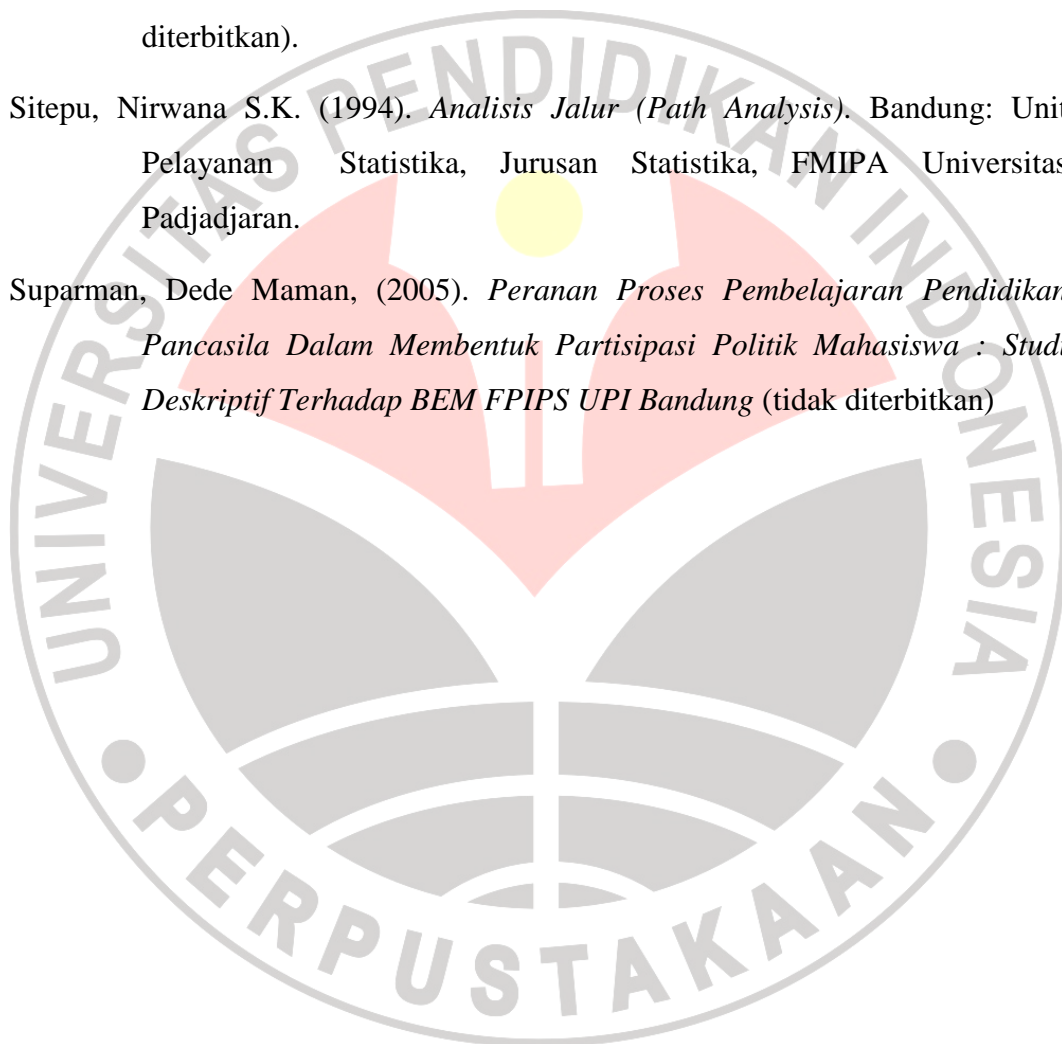 diterbitkan).
Sitepu, Nirwana S.K. (1994). Analisis Jalur (Path Analysis). Bandung: Unit
Pelayanan Statistika, Jurusan Statistika, FMIPA Universitas
Padjadjaran.
Suparman, Dede Maman, (2005). Peranan Proses Pembelajaran Pendidikan
Pancasila Dalam Membentuk Partisipasi Politik Mahasiswa : Studi
Deskriptif Terhadap BEM FPIPS UPI Bandung (tidak diterbitkan)
UNIVERSITAS PENDIDIKAN INDONESIA
PERPUSTAKAAN